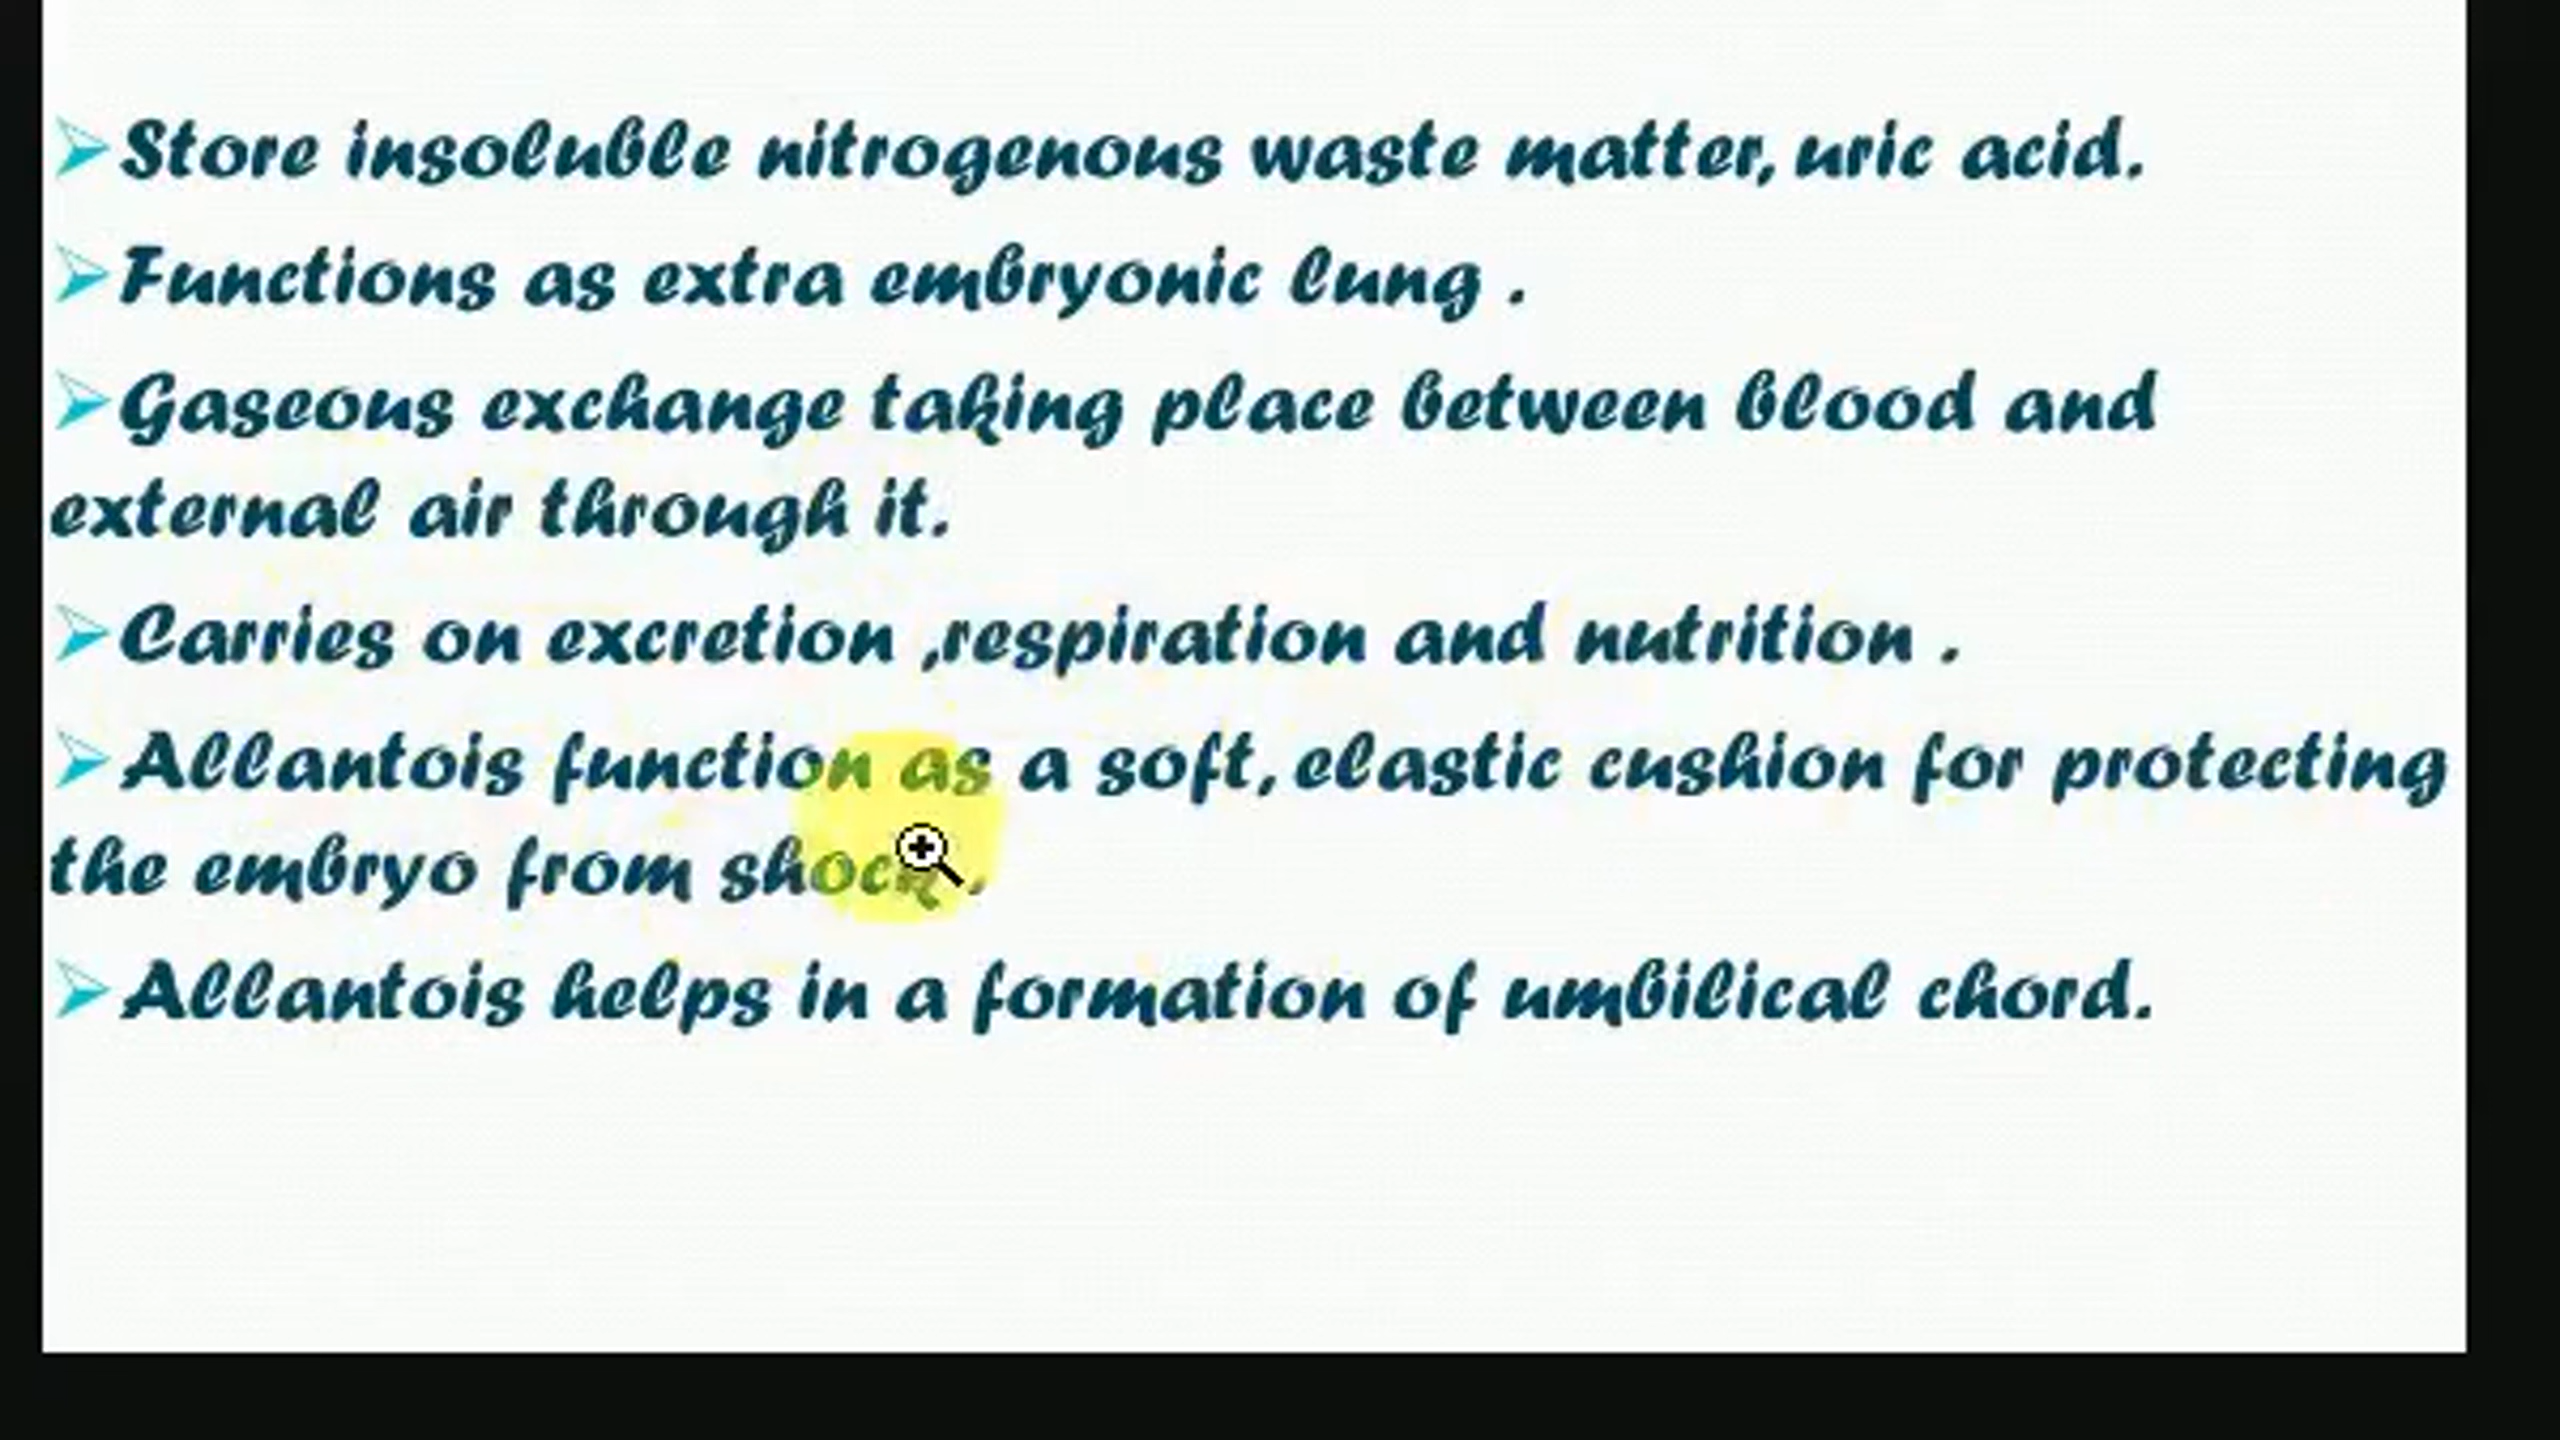 Store insoluble nitrogenous waste matter, uric acid.
Functions as extra embryonic lung .
Gaseous exchange taking place between blood and
external air through it.
Carries on excretion ,respiration and nutrition .
Allantois function as a soft, elastic cushion for protecting
the embryo from shock .
Allantois helps in a formation of umbilical chord.